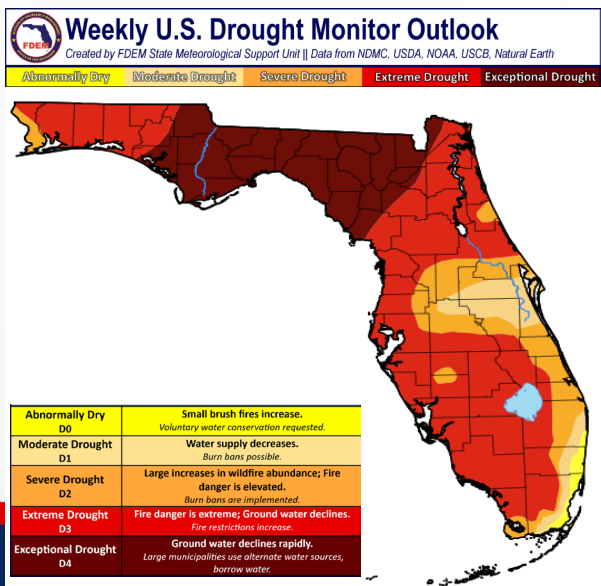 FDEM
Weekly U.S. Drought Monitor Outlook
Created by FDEM State Meteorological Support Unit || Data from NDMC, USDA, NOAA, USCB, Natural Earth
Abnormally Dry Moderate Drought Severe Drought Extreme Drought Exceptional Drought
Abnormally Dry
D0
Small brush fires increase.
Voluntary water conservation requested.
Moderate Drought
D1
Water supply decreases.
Burn bans possible.
Severe Drought
D2
Large increases in wildfire abundance; Fire
danger is elevated.
Burn bans are implemented.
Extreme Drought
D3
Fire danger is extreme; Ground water declines.
Fire restrictions increase.
Exceptional Drought
D4
Ground water declines rapidly.
Large municipalities use alternate water sources,
borrow water.